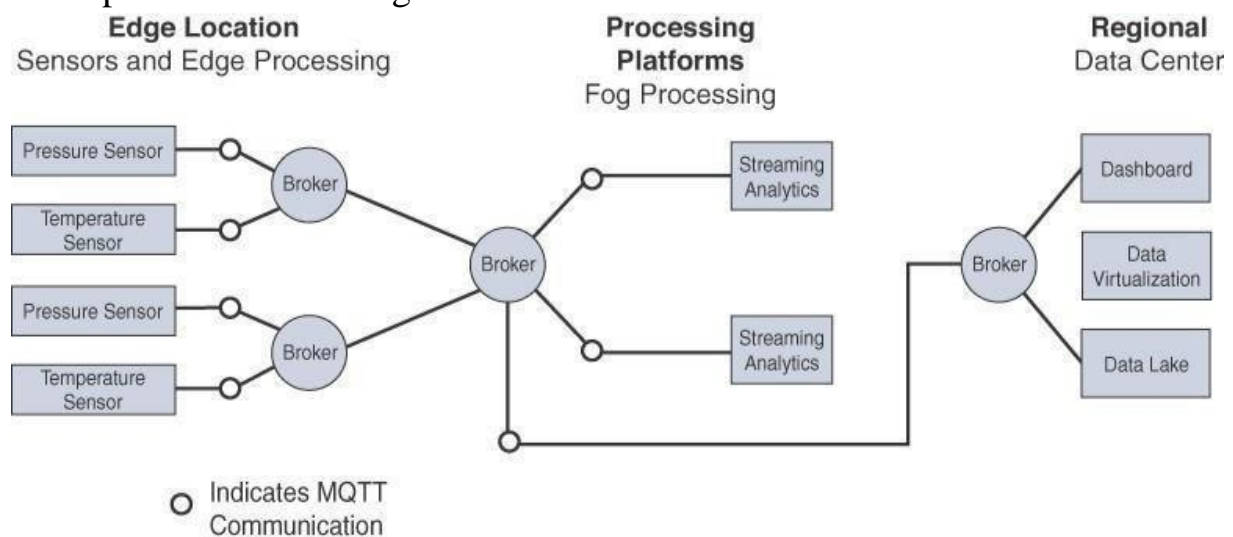 Edge Location
Sensors and Edge Processing
Processing
Platforms
Fog Processing
Regional
Data Center
Pressure Sensor
Temperature
Sensor
Pressure Sensor
Temperature
Sensor
Broker
Broker
Broker
Streaming
Analytics
Streaming
Analytics
Broker
Dashboard
Data
Virtualization
Data Lake
Indicates MQTT
Communication